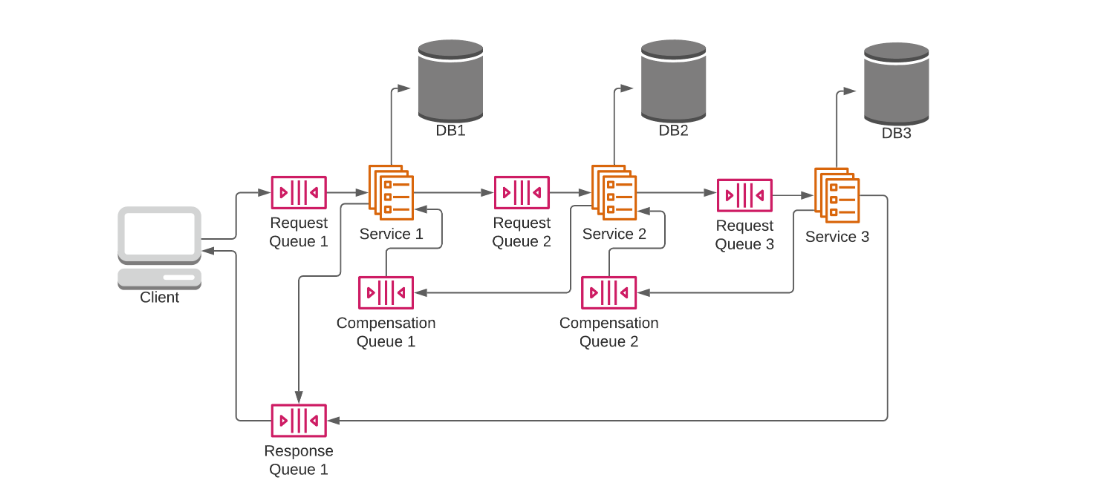 DB1
DB2
DB3
Request
Queue 1
Service 1
Request
Queue 2
Service 2
Request
Queue 3
Service 3
Client
Compensation
Queue 1
Compensation
Queue 2
Response
Queue 1